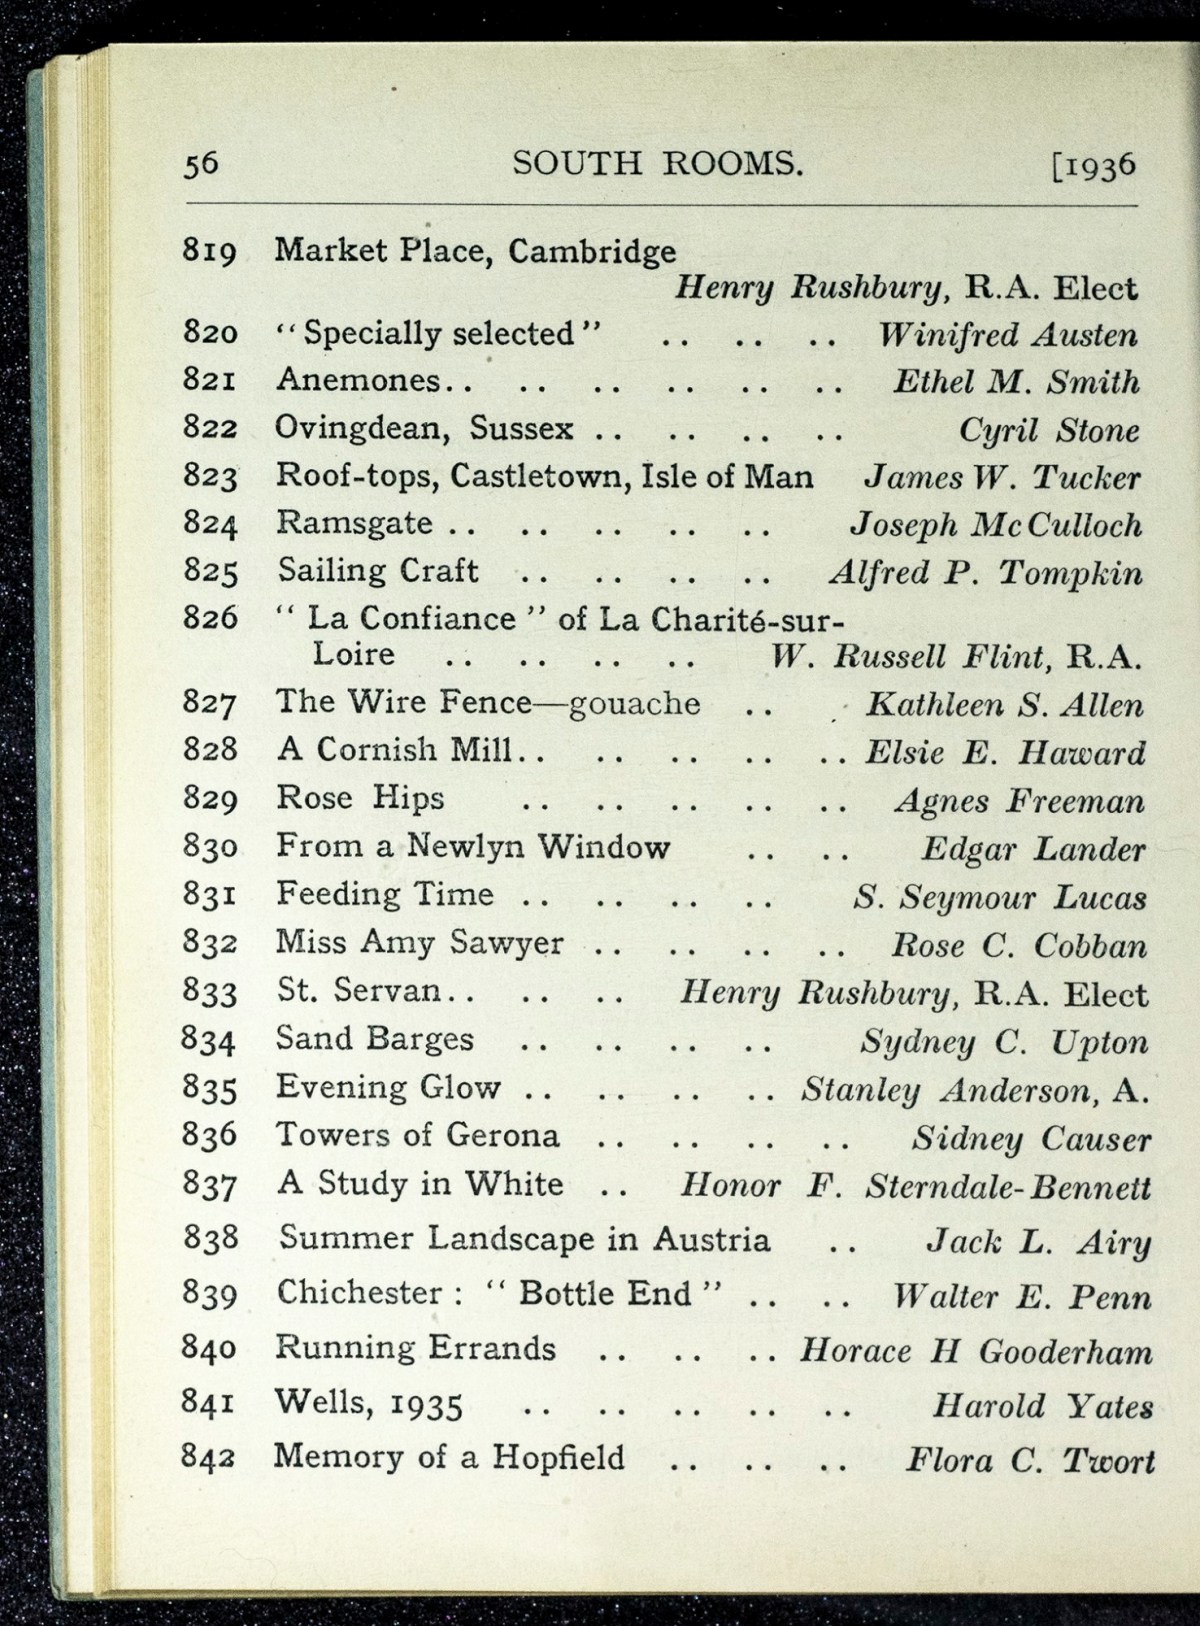 56 SOUTH ROOMS. [1936
819 Market Place, Cambridge
Henry Rushbury, R.A. Elect
820 “Specially selected” .. .. .. Winifred Austen
821 Anemones.. .. .. .. .. .. Ethel M. Smith
822 Ovingdean, Sussex .. .. .. .. Cyril Stone
823 Roof-tops, Castletown, Isle of Man James W. Tucker
824 Ramsgate .. .. .. .. .. Joseph McCulloch
825 Sailing Craft .. .. .. .. Alfred P. Tompkin
826 “ La Confiance ” of La Charité-sur-
Loire .. .. .. .. W. Russell Flint, R.A.
827 The Wire Fence—gouache .. . Kathleen S. Allen
828 A Cornish Mill.. .. .. .. .. Elsie E. Haward
829 Rose Hips .. .. .. .. .. Agnes Freeman
830 From a Newlyn Window .. .. Edgar Lander
831 Feeding Time .. .. .. .. S. Seymour Lucas
832 Miss Amy Sawyer .. .. .. .. Rose C. Cobban
833 St. Servan.. .. .. Henry Rushbury, R.A. Elect
834 Sand Barges .. .. .. .. Sydney C. Upton
835 Evening Glow .. .. .. .. Stanley Anderson, A.
836 Towers of Gerona .. .. .. .. Sidney Causer
837 A Study in White .. Honor F. Sterndale-Bennett
838 Summer Landscape in Austria .. Jack L. Airy
839 Chichester : “ Bottle End ” .. .. Walter E. Penn
840 Running Errands .. .. .. Horace H Gooderham
841 Wells, 1935 .. .. .. .. .. Harold Yates
842 Memory of a Hopfield .. .. .. Flora C. Twort